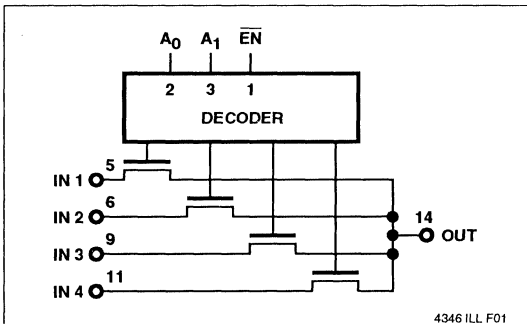 A0 A1 EN
2 3 1
DECODER
5
IN 1
6
IN 2
14
OUT
9
IN 3
11
IN 4
4346 ILL F01